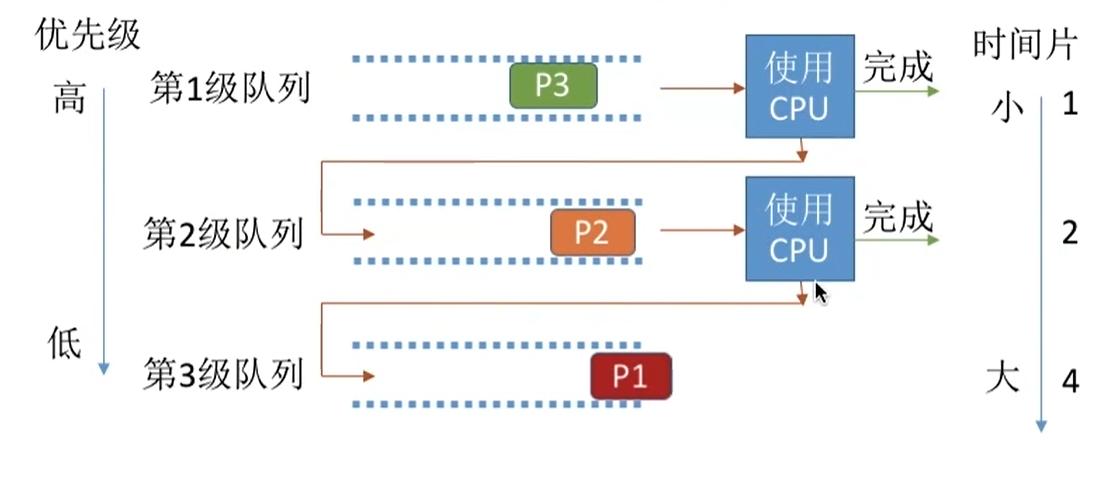 优先级
时间片
高
第1级队列
P3
使用
CPU
完成
小
1
第2级队列
P2
使用
CPU
完成
2
低
第3级队列
P1
大
4